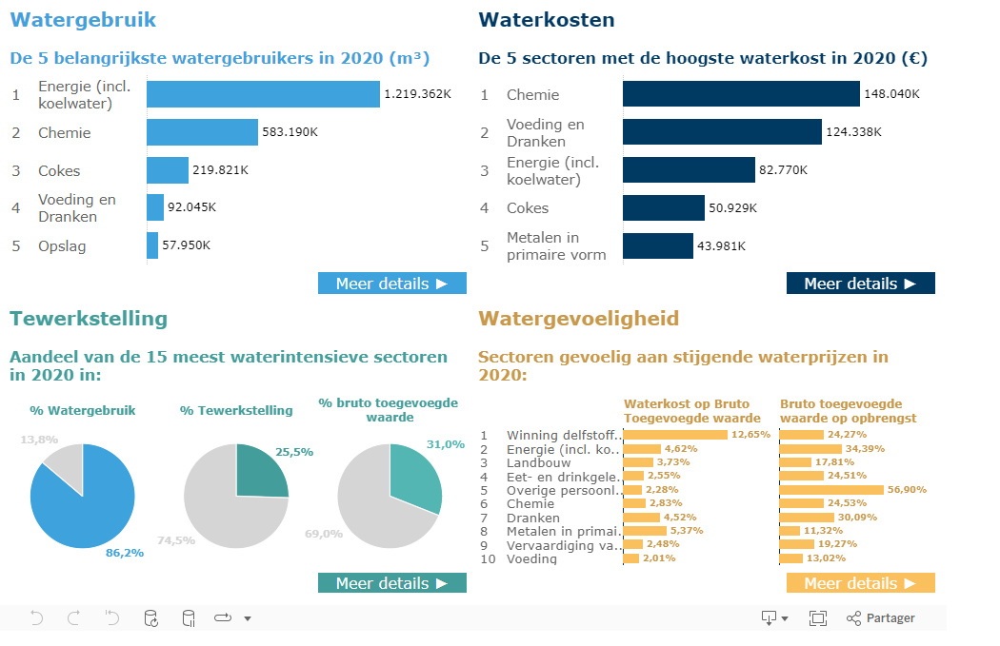 Watergebruik
De 5 belangrijkste watergebruikers in 2020 (m³)
1 Energie (incl. koelwater) 1.219.362K
2 Chemie 583.190K
3 Cokes 219.821K
4 Voeding en Dranken 92.045K
5 Opslag 57.950K
Meer details ►
Waterkosten
De 5 sectoren met de hoogste waterkost in 2020 (€)
1 Chemie 148.040K
2 Voeding en Dranken 124.338K
3 Energie (incl. koelwater) 82.770K
4 Cokes 50.929K
5 Metalen in primaire vorm 43.981K
Meer details ►
Tewerkstelling
Aandeel van de 15 meest waterintensieve sectoren
in 2020 in:
% Watergebruik
13,8%
86,2%
% Tewerkstelling
25,5%
74,5%
% bruto toegevoegde
waarde
31,0%
69,0%
Meer details ►
Watergevoeligheid
Sectoren gevoelig aan stijgende waterprijzen in
2020:
Waterkost op Bruto
Toegevoegde waarde
Bruto toegevoegde
waarde op opbrengst
1 Winning delfstoff.. 12,65% 24,27%
2 Energie (incl. ko.. 4,62% 34,39%
3 Landbouw 3,73% 17,81%
4 Eet- en drinkgele.. 2,55% 24,51%
5 Overige persoonl.. 2,28% 56,90%
6 Chemie 2,83% 24,53%
7 Dranken 4,52% 30,09%
8 Metalen in primai.. 5,37% 11,32%
9 Vervaardiging va.. 2,48% 19,27%
10 Voeding 2,01% 13,02%
Meer details ►
Partager